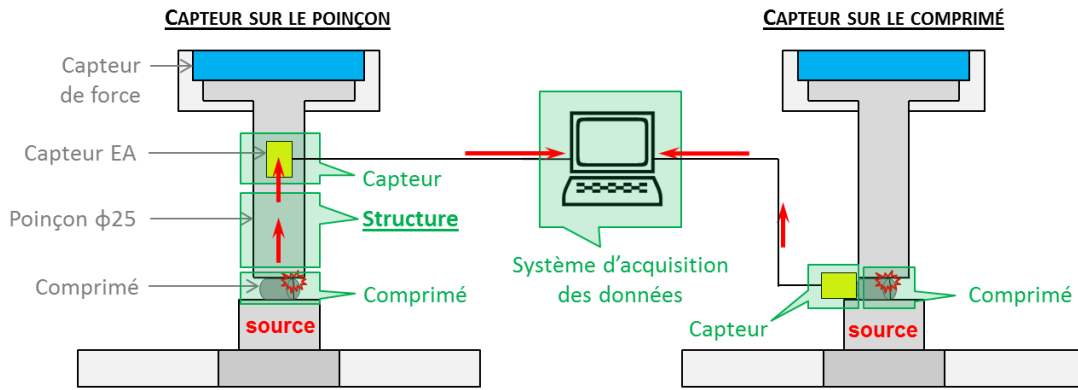 CAPTEUR SUR LE POINÇON
CAPTEUR SUR LE COMPRIMÉ
Capteur
de force
Capteur EA
Capteur
Poinçon ϕ25
Structure
Système d’acquisition
des données
Comprimé
Comprimé
source
Capteur
source
Comprimé